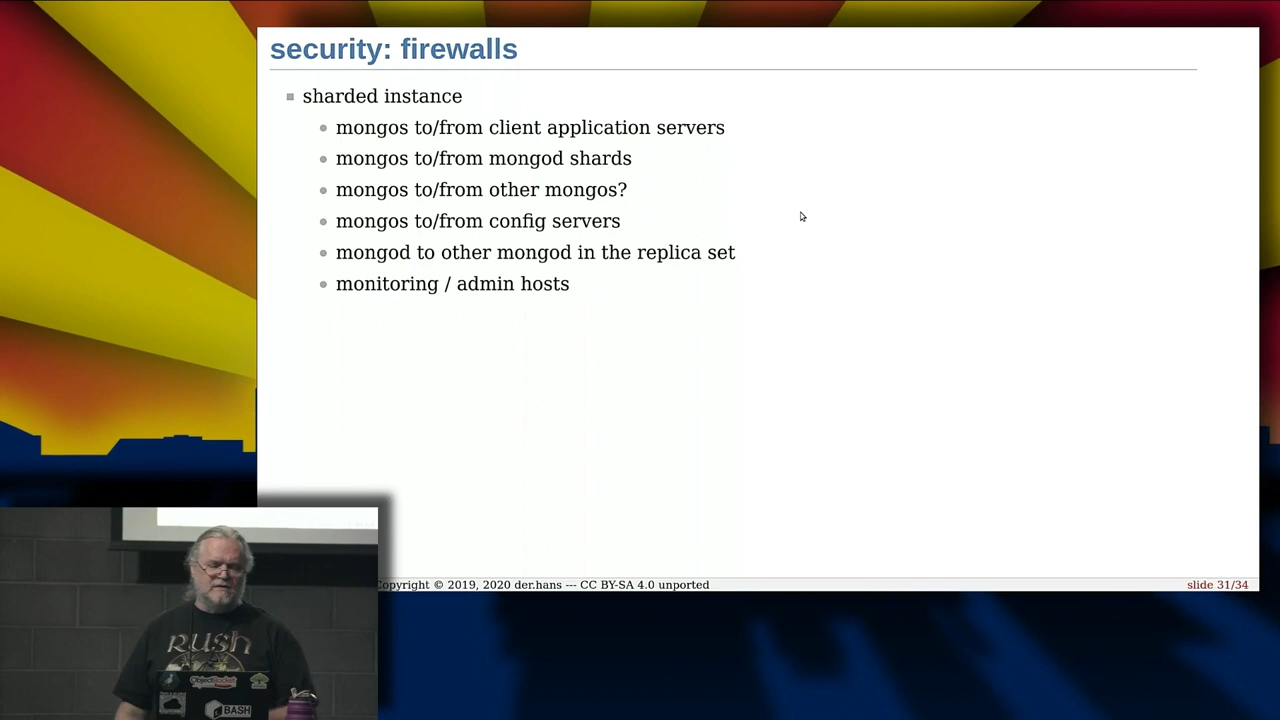 security: firewalls
sharded instance
mongos to/from client application servers
mongos to/from mongod shards
mongos to/from other mongos?
mongos to/from config servers
mongod to other mongod in the replica set
monitoring / admin hosts
opyright © 2019, 2020 der.hans --- CC BY-SA 4.0 unported
slide 31/34
RUSH
ObjectRocket
BASH